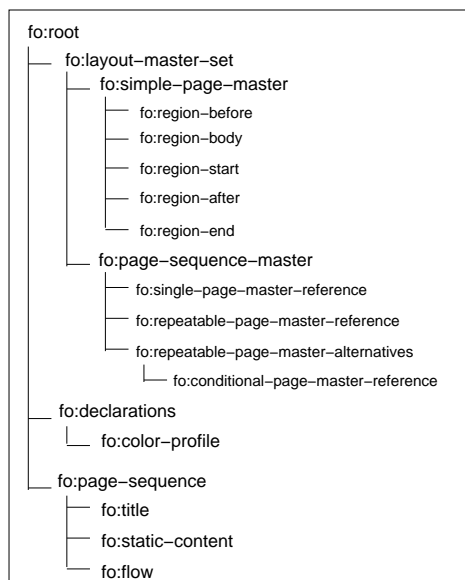 fo:root
fo:layout−master−set
fo:simple−page−master
fo:region−before
fo:region−body
fo:region−start
fo:region−after
fo:region−end
fo:page−sequence−master
fo:single−page−master−reference
fo:repeatable−page−master−reference
fo:repeatable−page−master−alternatives
fo:conditional−page−master−reference
fo:declarations
fo:color−profile
fo:page−sequence
fo:title
fo:static−content
fo:flow